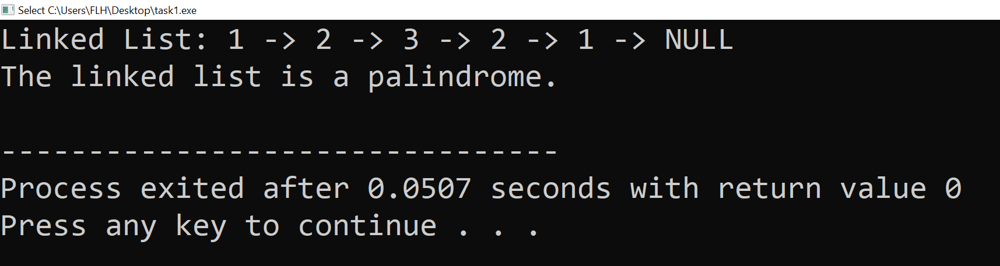 Select C:\Users\FLH\Desktop\task1.exe
Linked List: 1 -> 2 -> 3 -> 2 -> 1 -> NULL
The linked list is a palindrome.
--------------------------------
Process exited after 0.0507 seconds with return value 0
Press any key to continue . . .